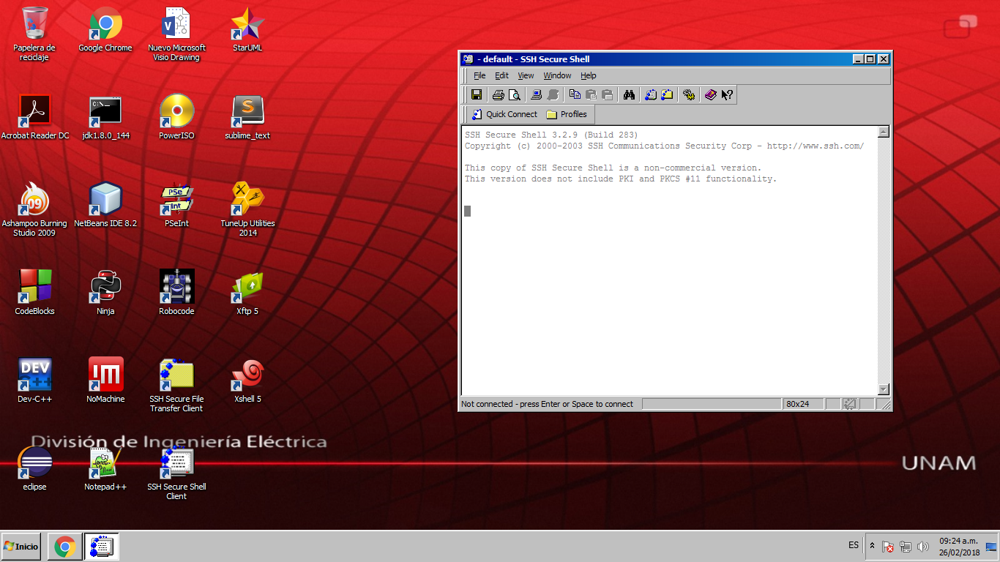 Papelera de
reciclaje
Google Chrome
Nuevo Microsoft
Visio Drawing
StarUML
Acrobat Reader DC
C:\_
jdk1.8.0_144
PowerISO
S
sublime_text
09
Ashampoo Burning
Studio 2009
NetBeans IDE 8.2
PSe
Int
PSeInt
TuneUp Utilities
2014
CodeBlocks
Ninja
Robocode
Xftp 5
DEV
C++
Dev-C++
NoMachine
SSH Secure File
Transfer Client
Xshell 5
División de Ingeniería Eléctrica
eclipse
Notepad++
SSH Secure Shell
Client
UNAM
- default - SSH Secure Shell
File Edit View Window Help
Quick Connect Profiles
SSH Secure Shell 3.2.9 (Build 283)
Copyright (c) 2000-2003 SSH Communications Security Corp - http://www.ssh.com/
This copy of SSH Secure Shell is a non-commercial version.
This version does not include PKI and PKCS #11 functionality.
Not connected - press Enter or Space to connect 80x24
Inicio
ES
09:24 a.m.
26/02/2018